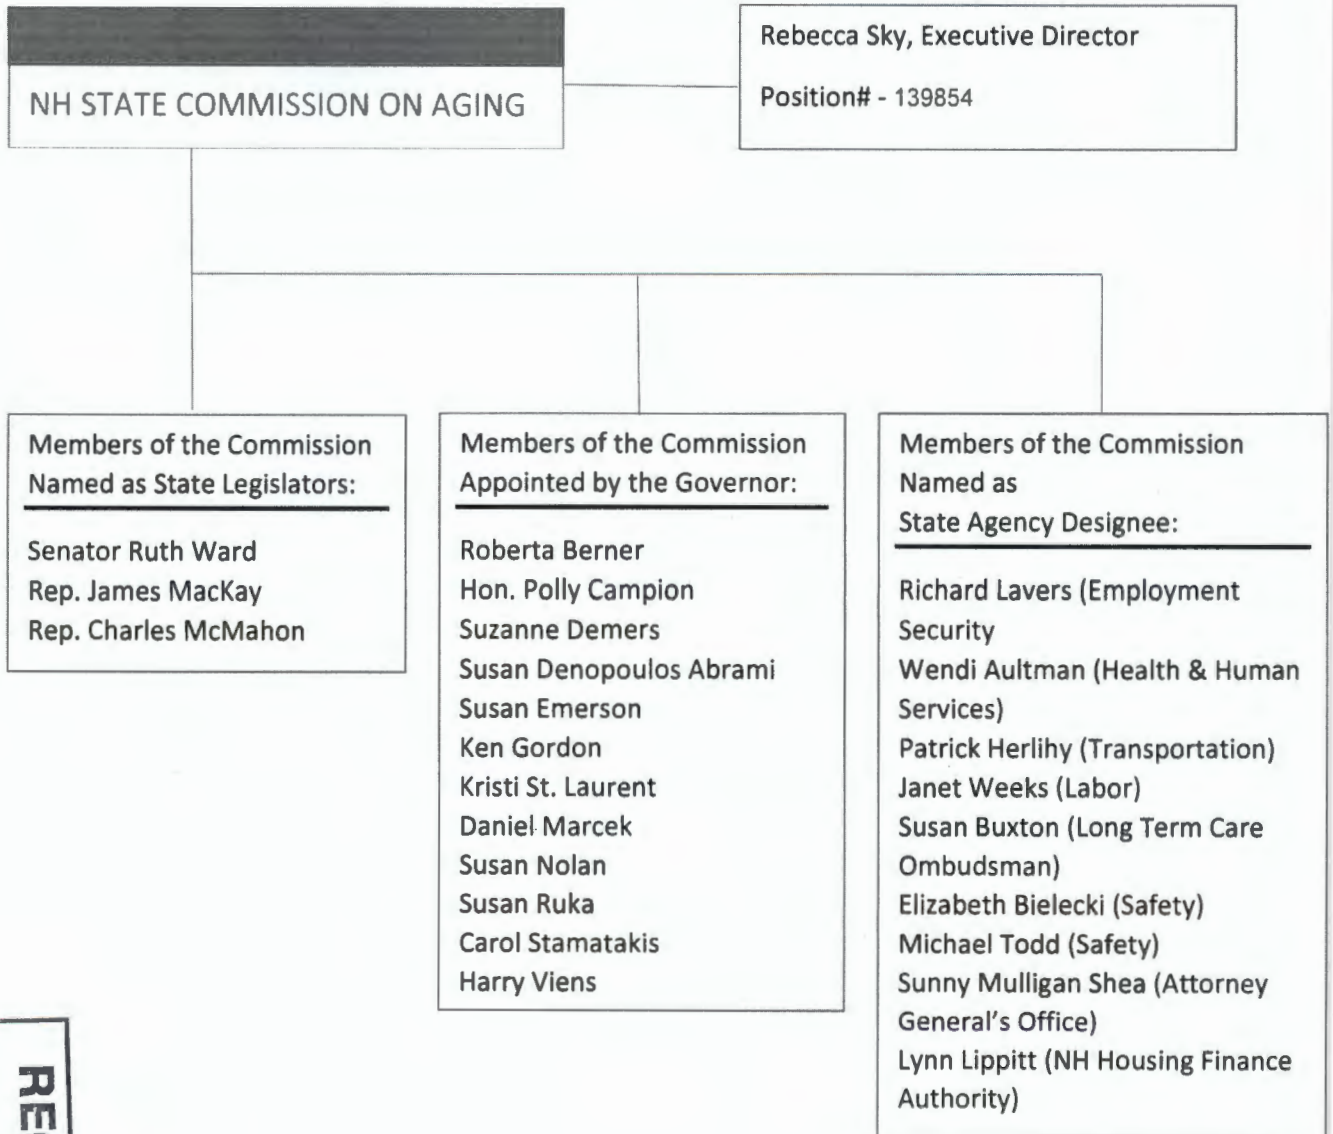 NH STATE COMMISSION ON AGING
Rebecca Sky, Executive Director
Position# - 139854
Members of the Commission
Named as State Legislators:
Senator Ruth Ward
Rep. James MacKay
Rep. Charles McMahon
Members of the Commission
Appointed by the Governor:
Roberta Berner
Hon. Polly Campion
Suzanne Demers
Susan Denopoulos Abrami
Susan Emerson
Ken Gordon
Kristi St. Laurent
Daniel Marcek
Susan Nolan
Susan Ruka
Carol Stamatakis
Harry Viens
Members of the Commission
Named as
State Agency Designee:
Richard Lavers (Employment
Security
Wendi Aultman (Health & Human
Services)
Patrick Herlihy (Transportation)
Janet Weeks (Labor)
Susan Buxton (Long Term Care
Ombudsman)
Elizabeth Bielecki (Safety)
Michael Todd (Safety)
Sunny Mulligan Shea (Attorney
General's Office)
Lynn Lippitt (NH Housing Finance
Authority)